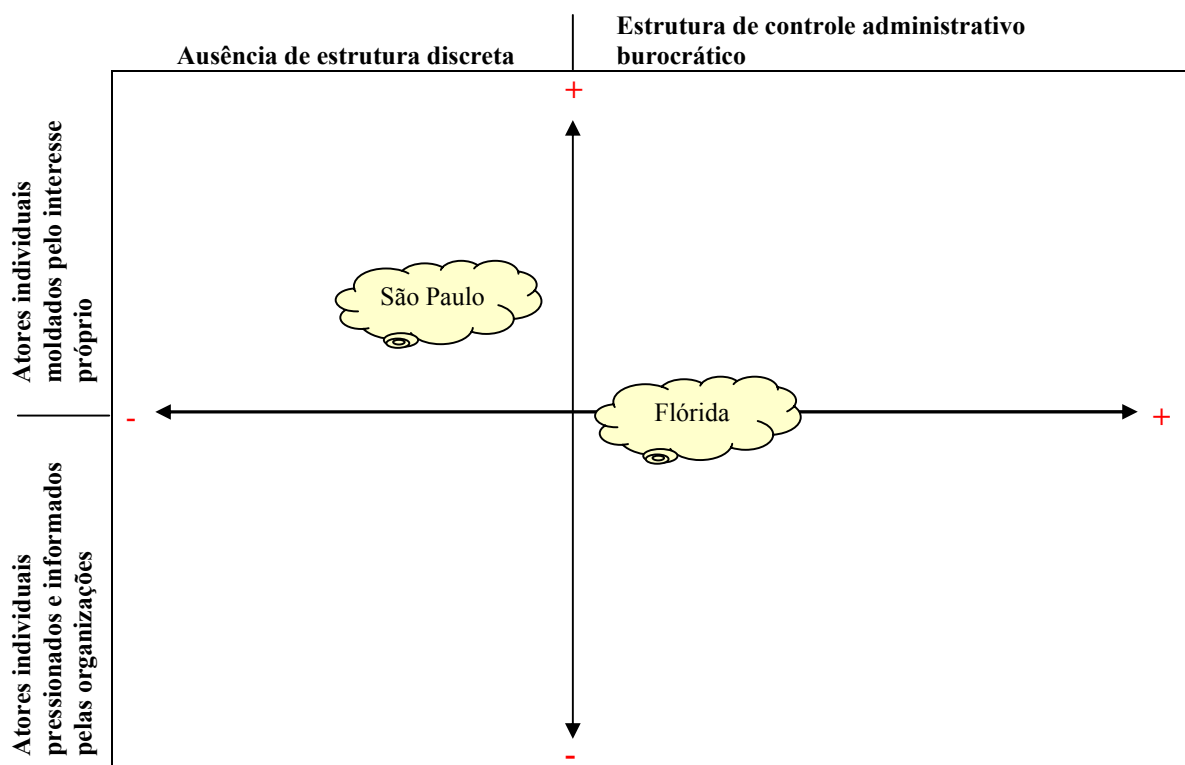 Estrutura de controle administrativo
burocrático
Ausência de estrutura discreta
+
Atores individuais
moldados pelo interesse
próprio
São Paulo
Flórida
-
+
Atores individuais
pressionados e informados
pelas organizações
-